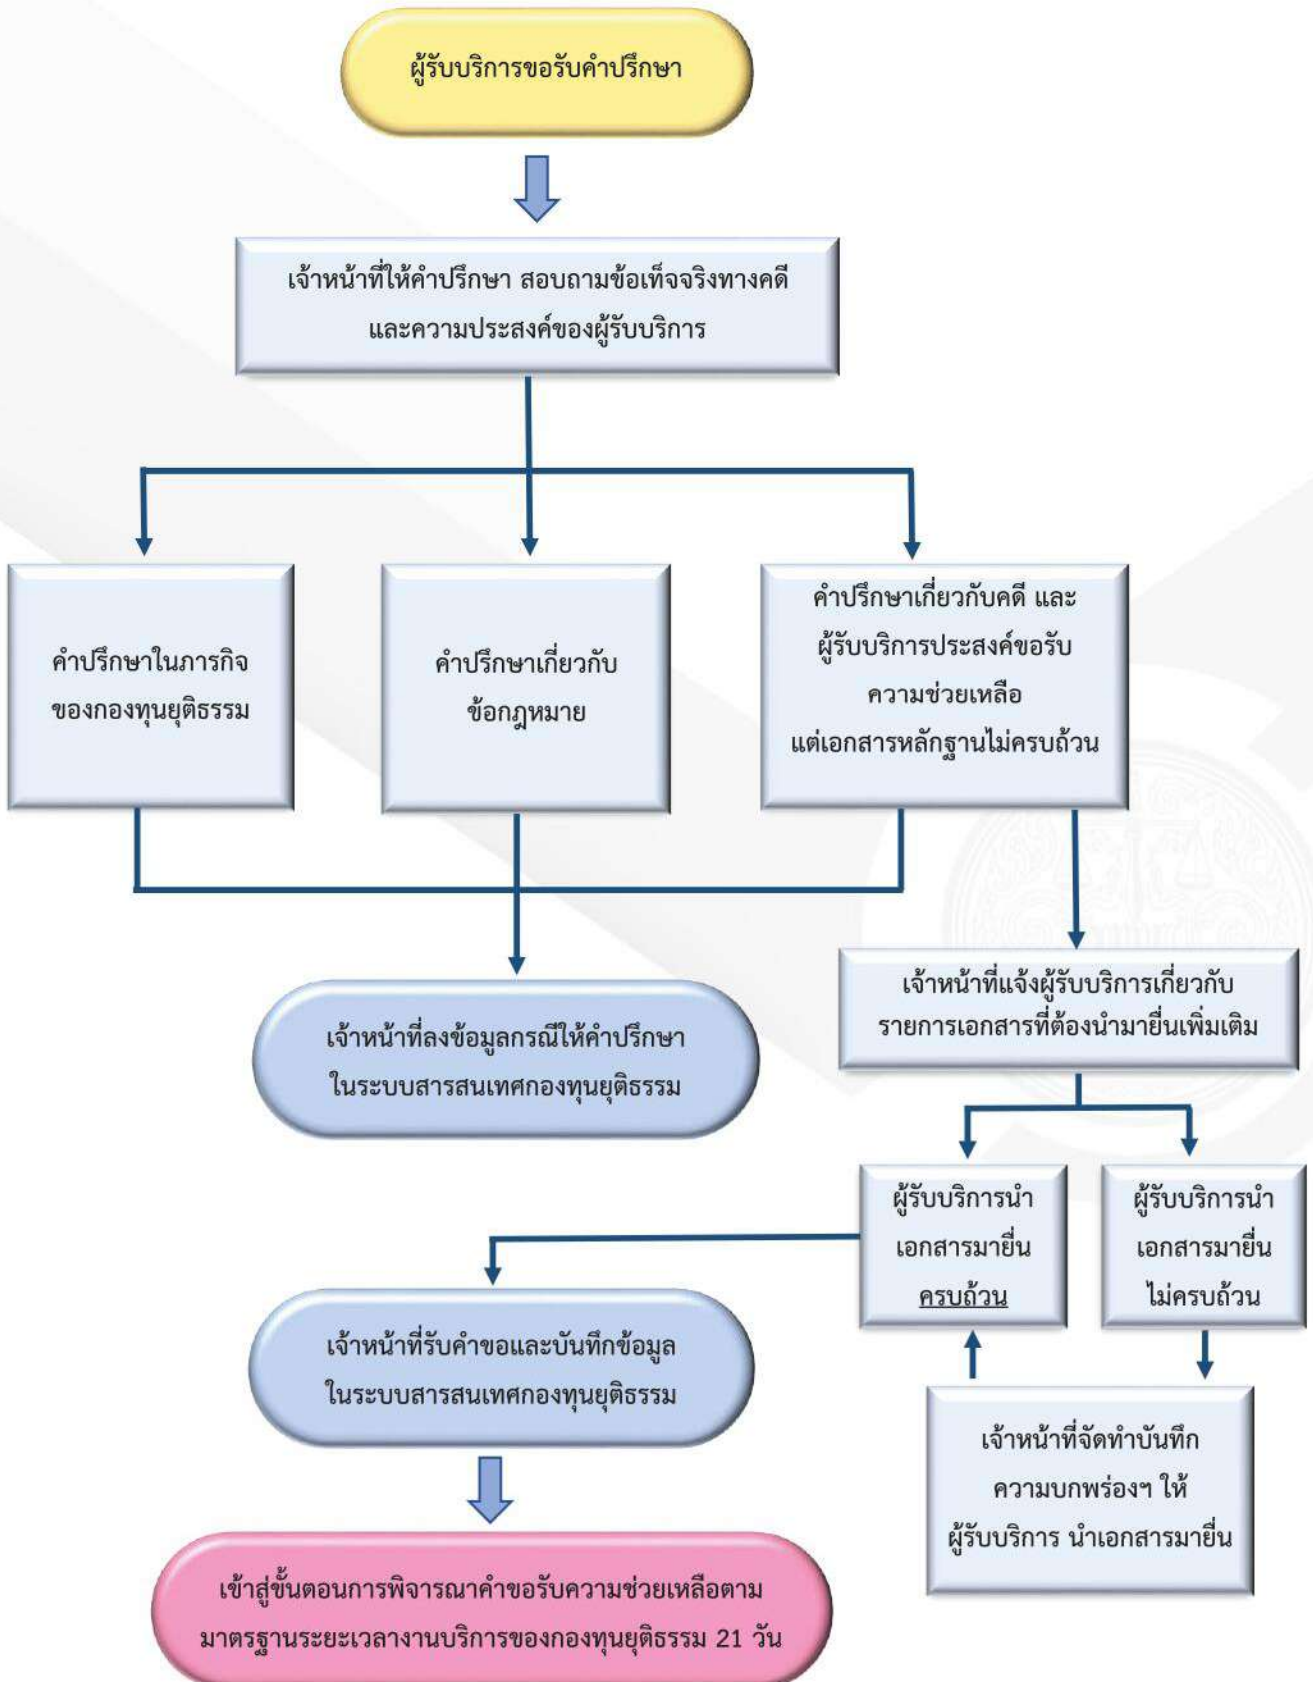 ผู้รับบริการขอรับคำปรึกษา
เจ้าหน้าที่ให้คำปรึกษา สอบถามข้อเท็จจริงทางคดี
และความประสงค์ของผู้รับบริการ
คำปรึกษาในภารกิจ
ของกองทุนยุติธรรม
คำปรึกษาเกี่ยวกับ
ข้อกฎหมาย
คำปรึกษาเกี่ยวกับคดี และ
ผู้รับบริการประสงค์ขอรับ
ความช่วยเหลือ
แต่เอกสารหลักฐานไม่ครบถ้วน
เจ้าหน้าที่ลงข้อมูลกรณีให้คำปรึกษา
ในระบบสารสนเทศกองทุนยุติธรรม
เจ้าหน้าที่แจ้งผู้รับบริการเกี่ยวกับ
รายการเอกสารที่ต้องนำมายื่นเพิ่มเติม
ผู้รับบริการนำ
เอกสารมายื่น
ครบถ้วน
ผู้รับบริการนำ
เอกสารมายื่น
ไม่ครบถ้วน
เจ้าหน้าที่รับคำขอและบันทึกข้อมูล
ในระบบสารสนเทศกองทุนยุติธรรม
เจ้าหน้าที่จัดทำบันทึก
ความบกพร่องฯ ให้
ผู้รับบริการ นำเอกสารมายื่น
เข้าสู่ขั้นตอนการพิจารณาคำขอรับความช่วยเหลือตาม
มาตรฐานระยะเวลางานบริการของกองทุนยุติธรรม 21 วัน